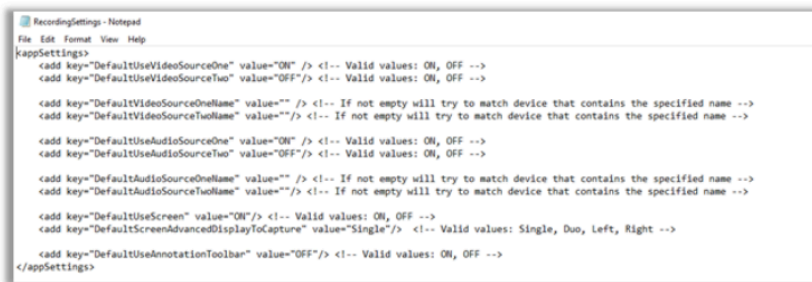 RecordingSettings - Notepad
File Edit Format View Help
<appSettings>
<add key="DefaultUseVideoSourceOne" value="ON" /> <!-- Valid values: ON, OFF -->
<add key="DefaultUseVideoSourceTwo" value="OFF"/> <!-- Valid values: ON, OFF -->
<add key="DefaultVideoSourceOneName" value="" /> <!-- If not empty will try to match device that contains the specified name -->
<add key="DefaultVideoSourceTwoName" value=""/> <!-- If not empty will try to match device that contains the specified name -->
<add key="DefaultUseAudioSourceOne" value="ON" /> <!-- Valid values: ON, OFF -->
<add key="DefaultUseAudioSourceTwo" value="OFF"/> <!-- Valid values: ON, OFF -->
<add key="DefaultAudioSourceOneName" value="" /> <!-- If not empty will try to match device that contains the specified name -->
<add key="DefaultAudioSourceTwoName" value=""/> <!-- If not empty will try to match device that contains the specified name -->
<add key="DefaultUseScreen" value="ON"/> <!-- Valid values: ON, OFF -->
<add key="DefaultScreenAdvancedDisplayToCapture" value="Single"/> <!-- Valid values: Single, Duo, Left, Right -->
<add key="DefaultUseAnnotationToolbar" value="OFF"/> <!-- Valid values: ON, OFF -->
</appSettings>